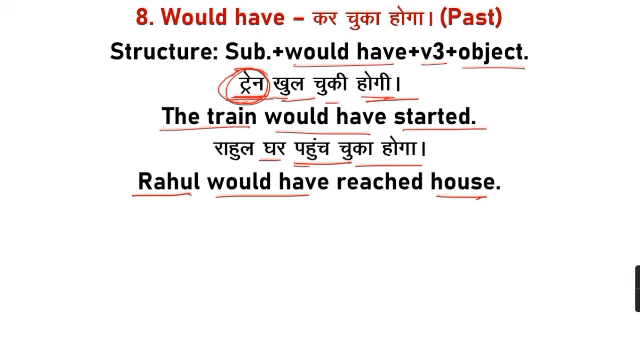 8. Would have – कर चुका होगा। (Past)
Structure: Sub.+would have+v3+object.
ट्रेन खुल चुकी होगी।
The train would have started.
राहुल घर पहुंच चुका होगा।
Rahul would have reached house.